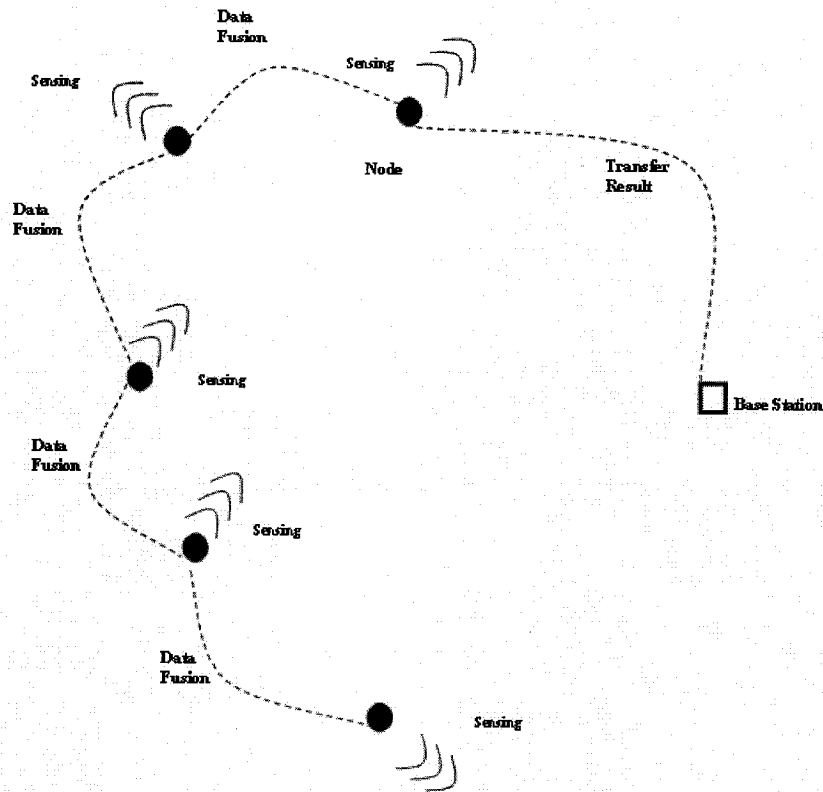 Data
Fusion
Sensing
Sensing
Node
Transfer
Result
Data
Fusion
Sensing
Base Station
Data
Fusion
Sensing
Data
Fusion
Sensing